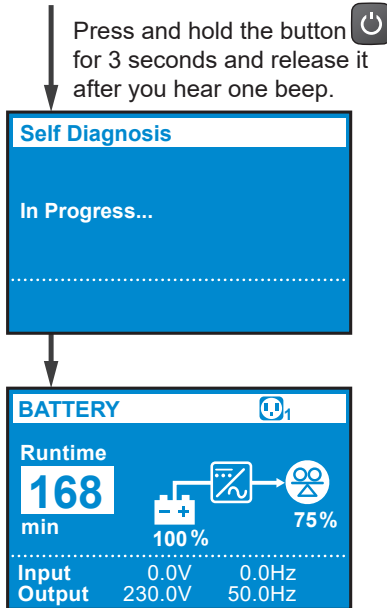 Press and hold the button
for 3 seconds and release it
after you hear one beep.
Self Diagnosis
In Progress...
BATTERY 1
Runtime
168
min
100%
75%
Input 0.0V 0.0Hz
Output 230.0V 50.0Hz